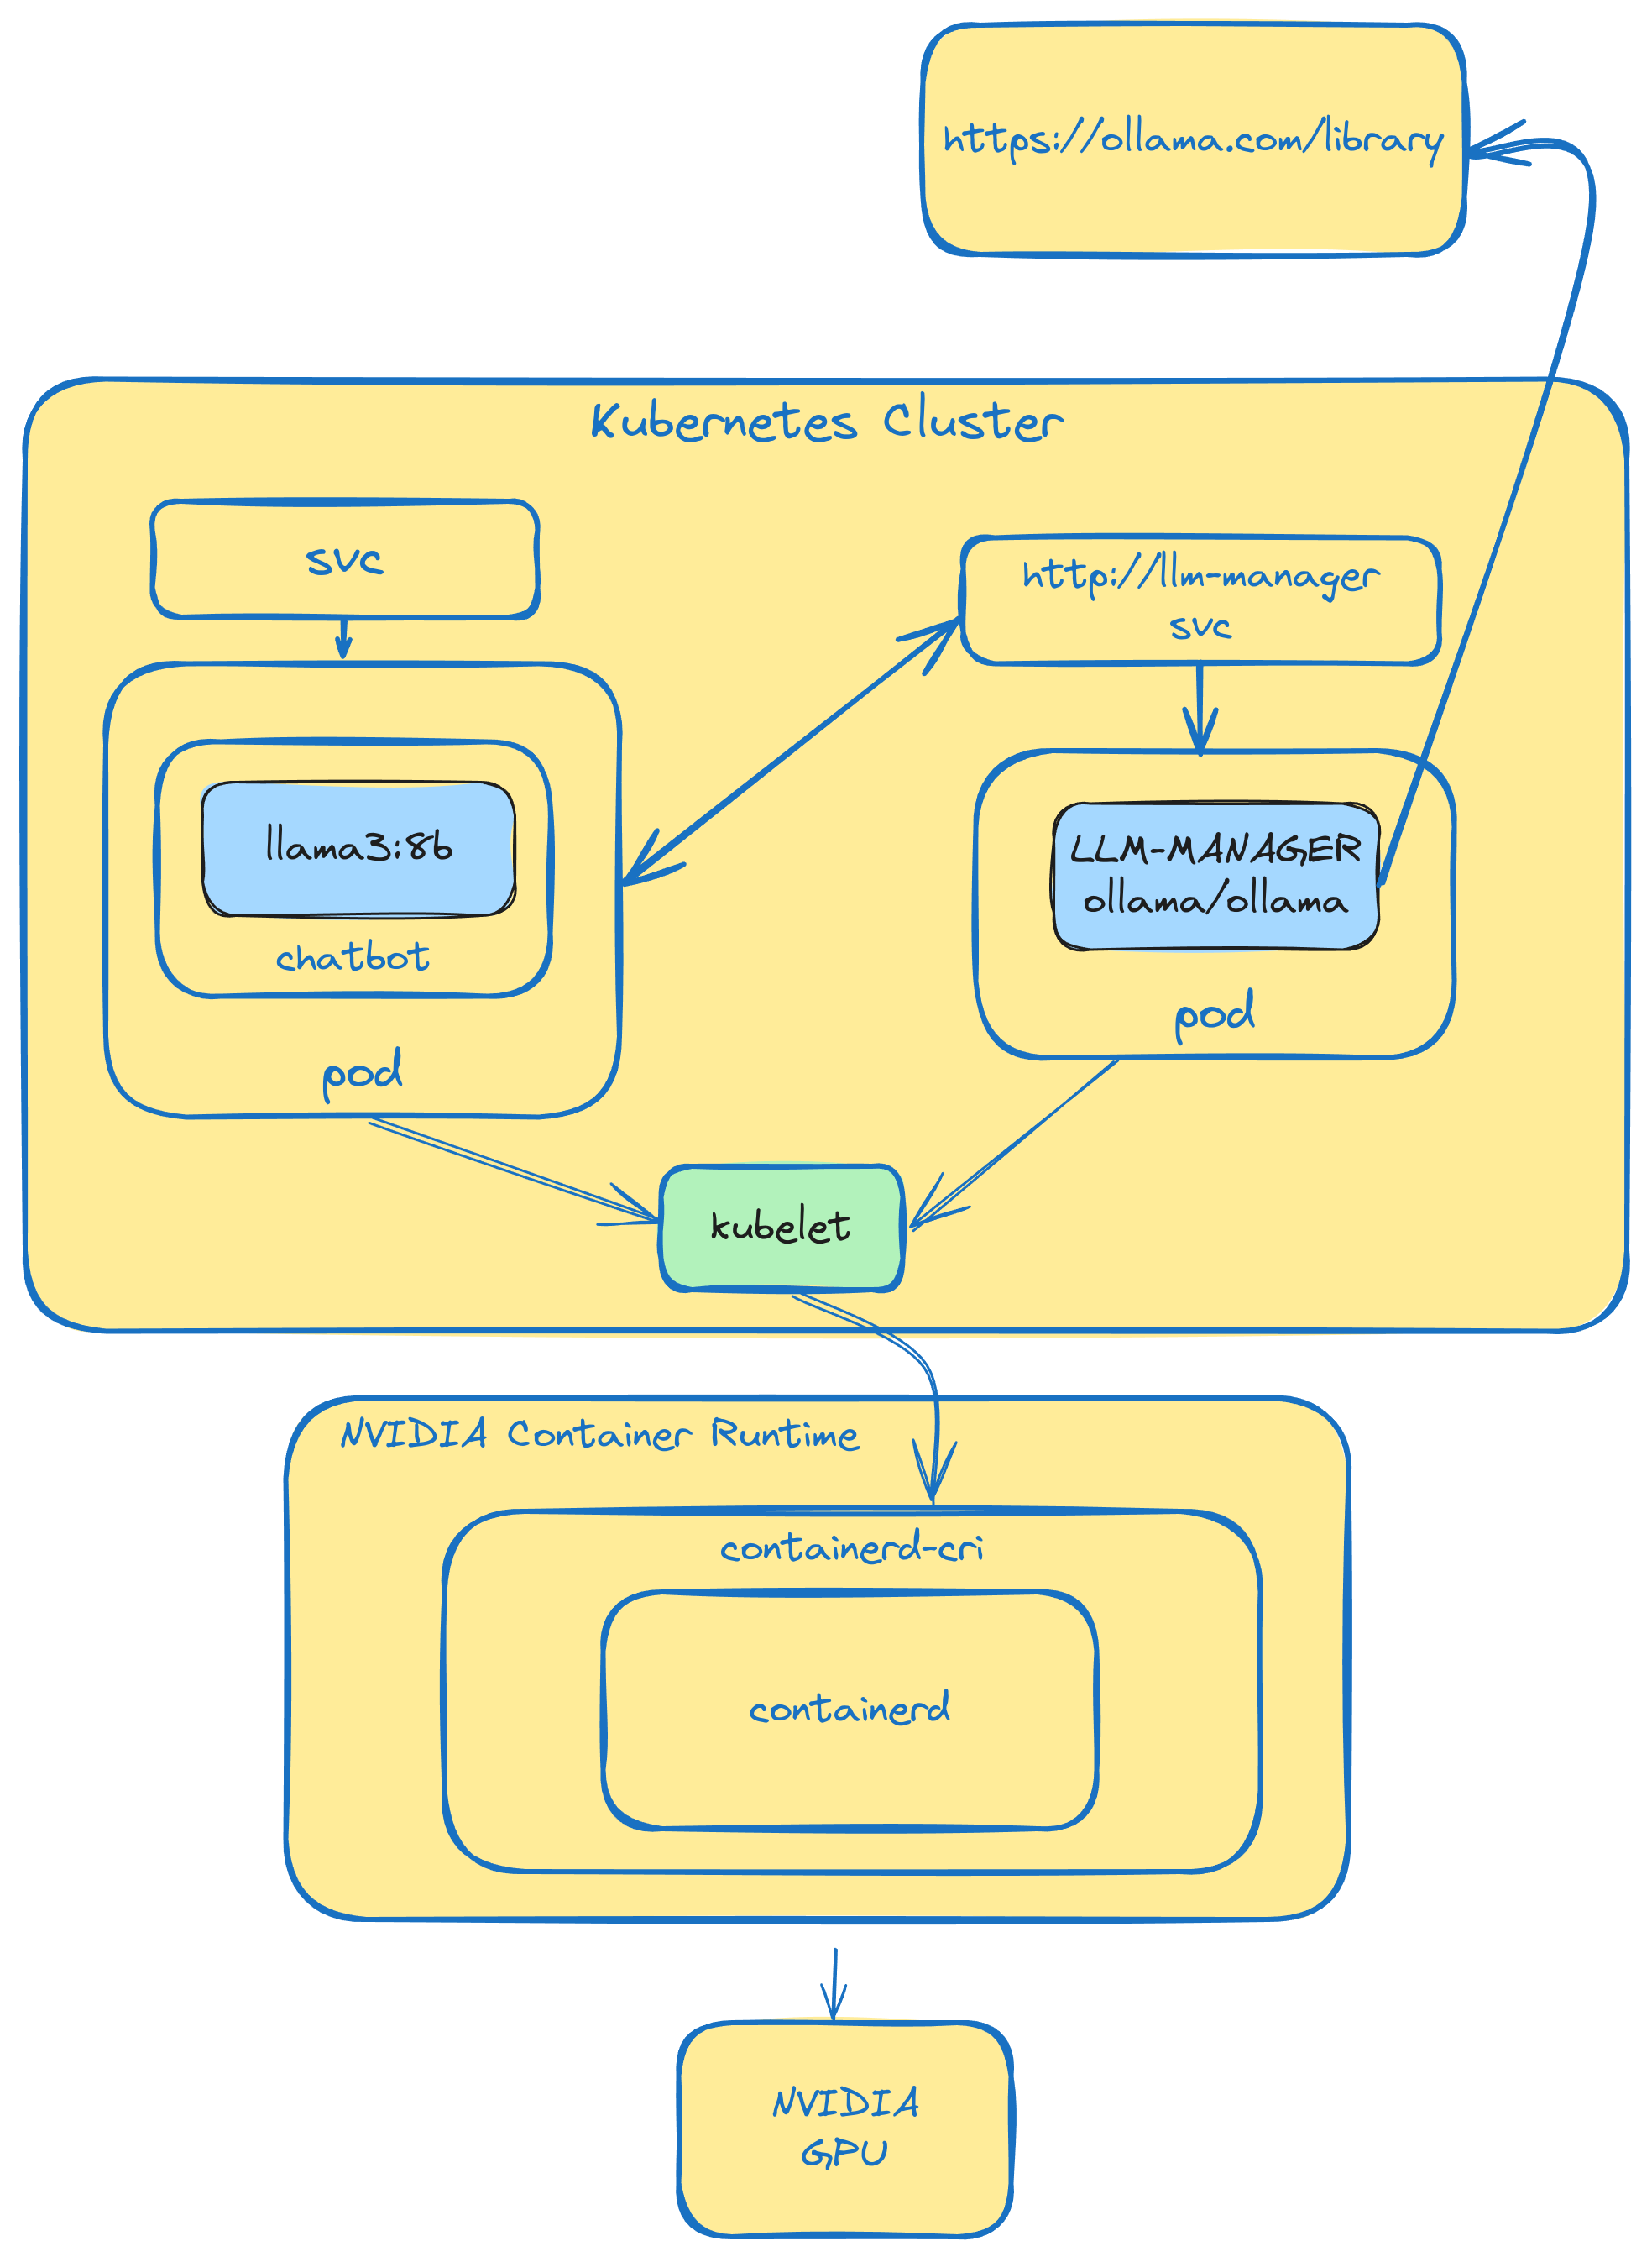 https://ollama.com/library
Kubernetes Cluster
svc
http://llm-manager
svc
llama3:8b
chatbot
pod
LLM-MANAGER
ollama/ollama
pod
kubelet
NVIDIA Container Runtime
containerd-cri
containerd
NVIDIA
GPU